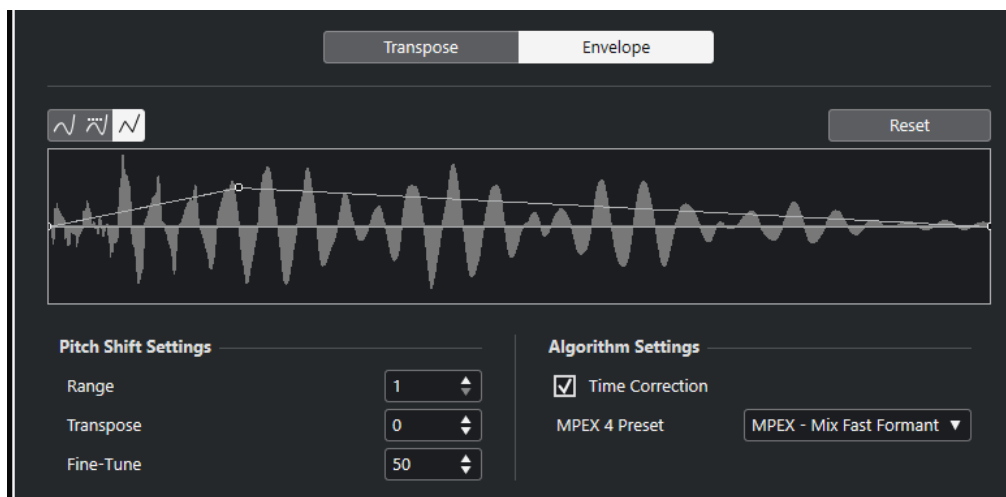 Transpose Envelope
Reset
Pitch Shift Settings
Range 1
Transpose 0
Fine-Tune 50
Algorithm Settings
Time Correction
MPEX 4 Preset MPEX - Mix Fast Formant